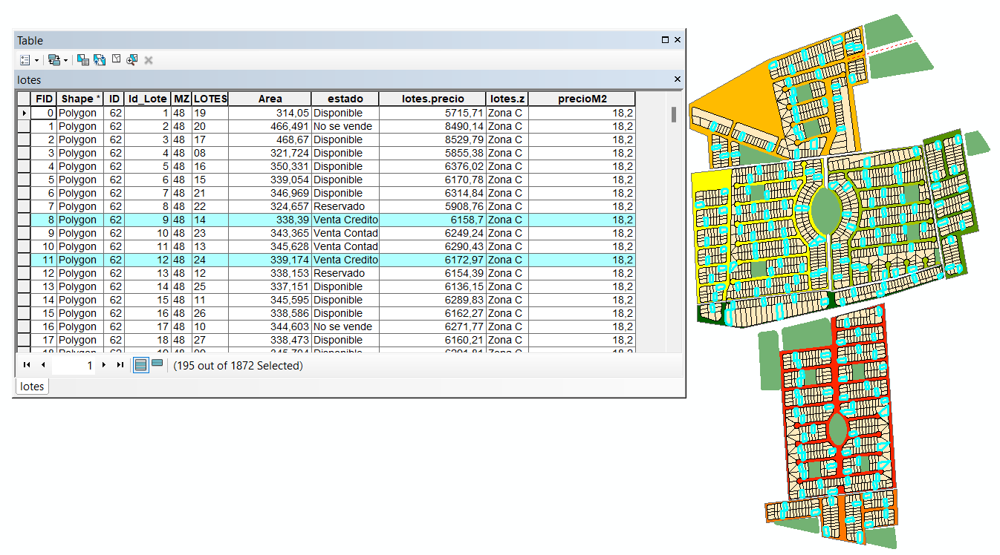 Table
lotes
FID Shape * ID Id_Lote MZ LOTES Area estado lotes.precio lotes.z precioM2
0 Polygon 62 1 48 19 314,05 Disponible 5715,71 Zona C 18,2
1 Polygon 62 2 48 20 466,491 No se vende 8490,14 Zona C 18,2
2 Polygon 62 3 48 17 468,67 Disponible 8529,79 Zona C 18,2
3 Polygon 62 4 48 08 321,724 Disponible 5855,38 Zona C 18,2
4 Polygon 62 5 48 16 350,331 Disponible 6376,02 Zona C 18,2
5 Polygon 62 6 48 15 339,054 Disponible 6170,78 Zona C 18,2
6 Polygon 62 7 48 21 346,969 Disponible 6314,84 Zona C 18,2
7 Polygon 62 8 48 22 324,657 Reservado 5908,76 Zona C 18,2
8 Polygon 62 9 48 14 338,39 Venta Credito 6158,7 Zona C 18,2
9 Polygon 62 10 48 23 343,365 Venta Contad 6249,24 Zona C 18,2
10 Polygon 62 11 48 13 345,628 Venta Contad 6290,43 Zona C 18,2
11 Polygon 62 12 48 24 339,174 Venta Credito 6172,97 Zona C 18,2
12 Polygon 62 13 48 12 338,153 Reservado 6154,39 Zona C 18,2
13 Polygon 62 14 48 25 337,151 Disponible 6136,15 Zona C 18,2
14 Polygon 62 15 48 11 345,595 Disponible 6289,83 Zona C 18,2
15 Polygon 62 16 48 26 338,586 Disponible 6162,27 Zona C 18,2
16 Polygon 62 17 48 10 344,603 No se vende 6271,77 Zona C 18,2
17 Polygon 62 18 48 27 338,473 Disponible 6160,21 Zona C 18,2
1 (195 out of 1872 Selected)
lotes